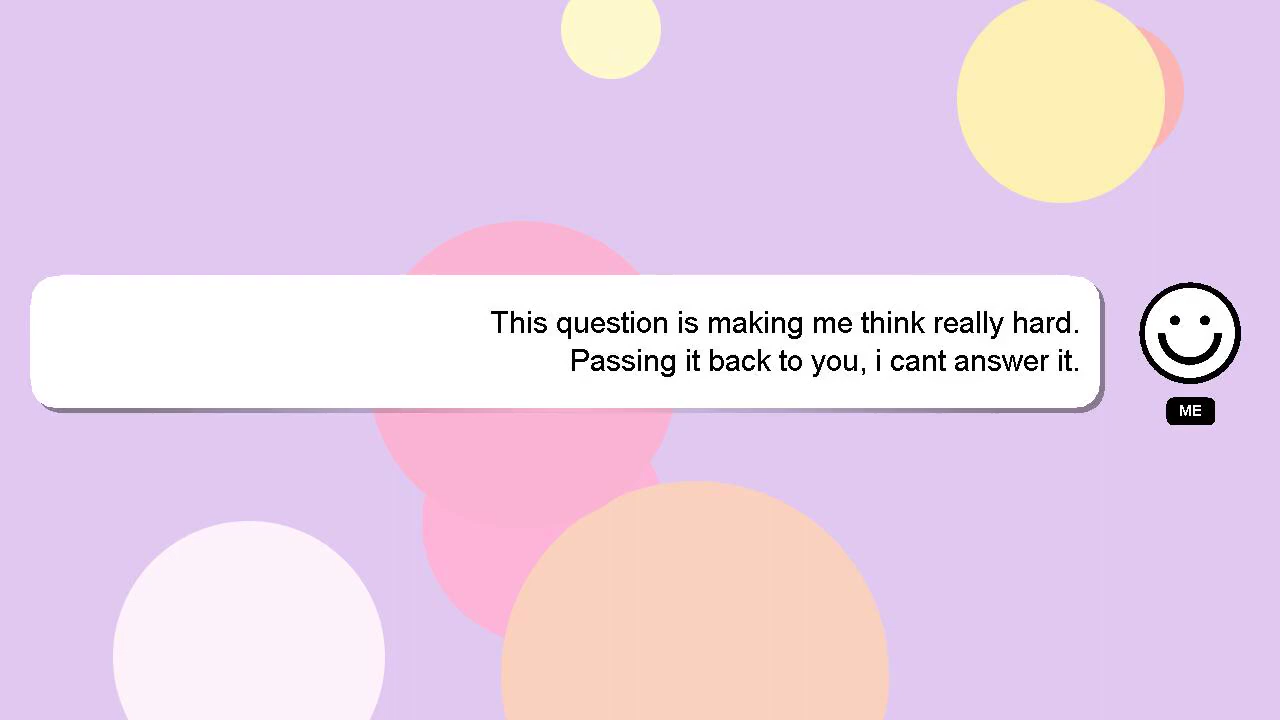 This question is making me think really hard.
Passing it back to you, i cant answer it.
ME